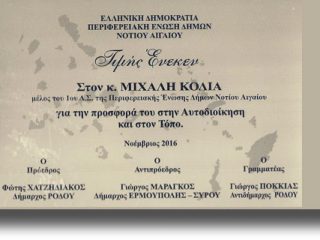 ΕΛΛΗΝΙΚΗ ΔΗΜΟΚΡΑΤΙΑ
ΠΕΡΙΦΕΡΕΙΑΚΗ ΕΝΩΣΗ ΔΗΜΩΝ
ΝΟΤΙΟΥ ΑΙΓΑΙΟΥ
Τιμής Ένεκεν
Στον κ. ΜΙΧΑΛΗ ΚΟΛΙΑ
μέλος του 1ου Δ.Σ. της Περιφερειακής Ένωσης Δήμων Νοτίου Αιγαίου
για την προσφορά του στην Αυτοδιοίκηση
και στον Τόπο.
Νοέμβριος 2016
Ο Ο Ο
Πρόεδρος Αντιπρόεδρος Γραμματέας
Φώτης ΧΑΤΖΗΔΙΑΚΟΣ Γιώργος ΜΑΡΑΓΚΟΣ Γιώργος ΠΟΚΚΙΑΣ
Δήμαρχος ΡΟΔΟΥ Δήμαρχος ΕΡΜΟΥΠΟΛΗΣ – ΣΥΡΟΥ Αντιδήμαρχος ΡΟΔΟΥ